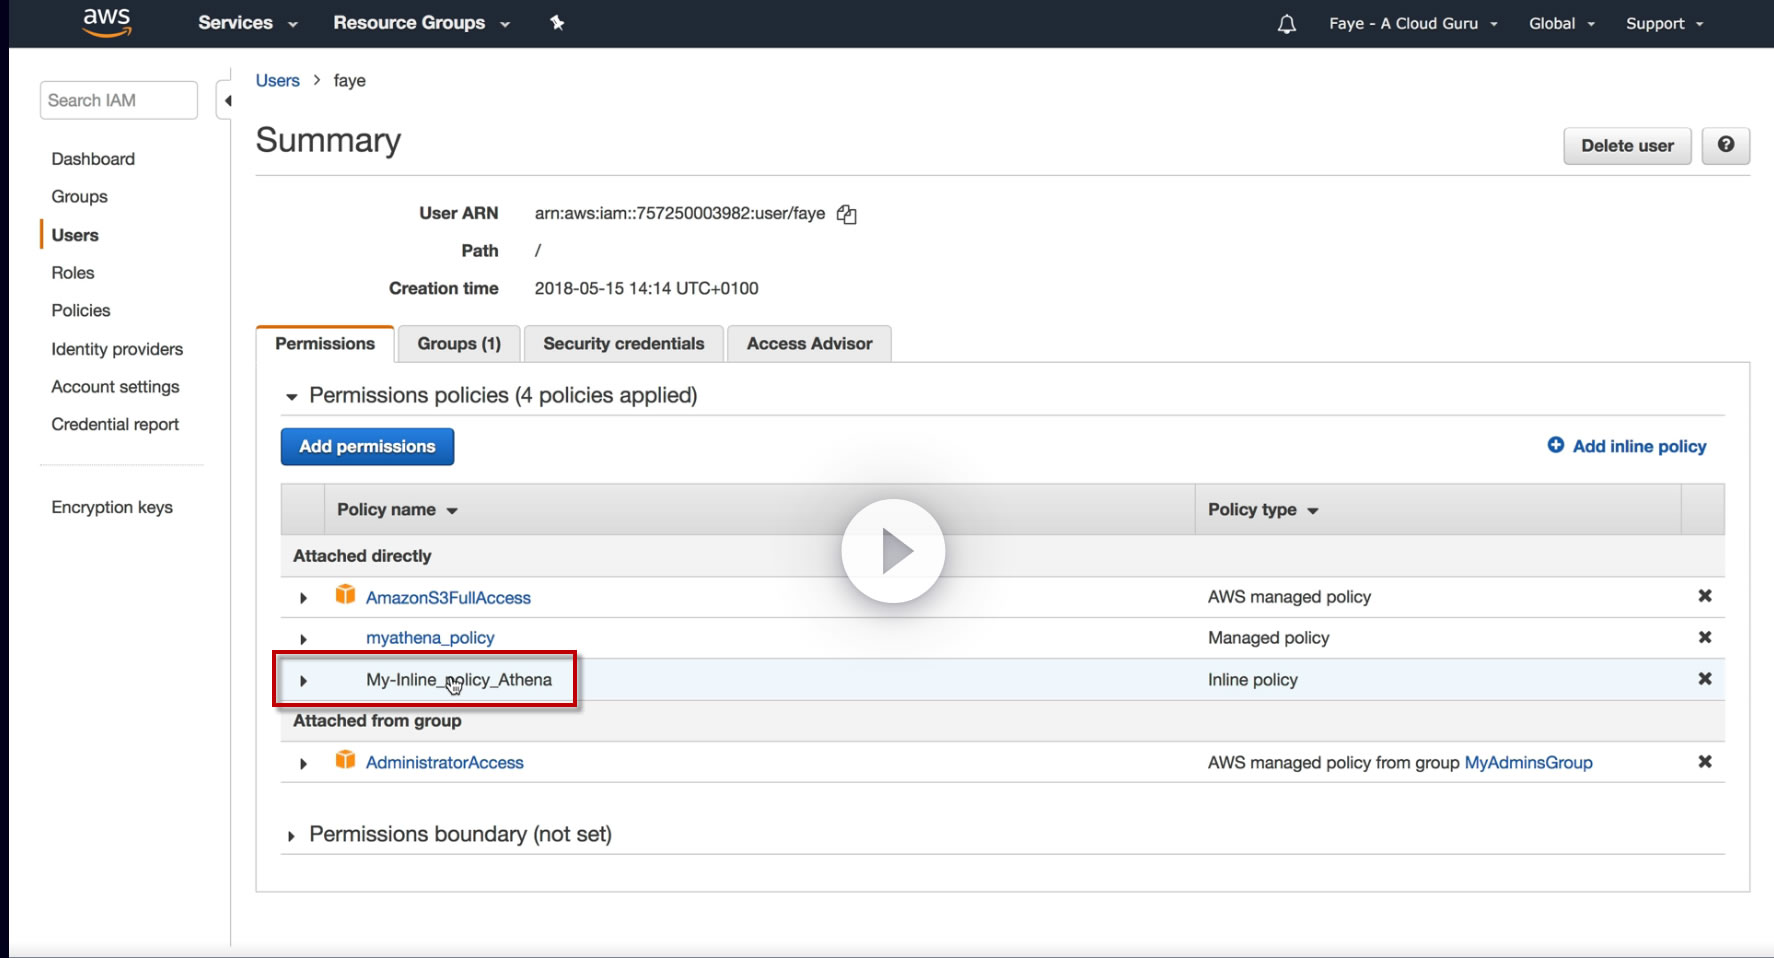 aws Services Resource Groups Faye - A Cloud Guru Global Support
Search IAM
Dashboard
Groups
Users
Roles
Policies
Identity providers
Account settings
Credential report
Encryption keys
Users > faye
Summary
Delete user
User ARN arn:aws:iam::757250003982:user/faye
Path /
Creation time 2018-05-15 14:14 UTC+0100
Permissions Groups (1) Security credentials Access Advisor
Permissions policies (4 policies applied)
Add permissions Add inline policy
Policy name Policy type
Attached directly
AmazonS3FullAccess AWS managed policy
myathena_policy Managed policy
My-Inline_policy_Athena Inline policy
Attached from group
AdministratorAccess AWS managed policy from group MyAdminsGroup
Permissions boundary (not set)